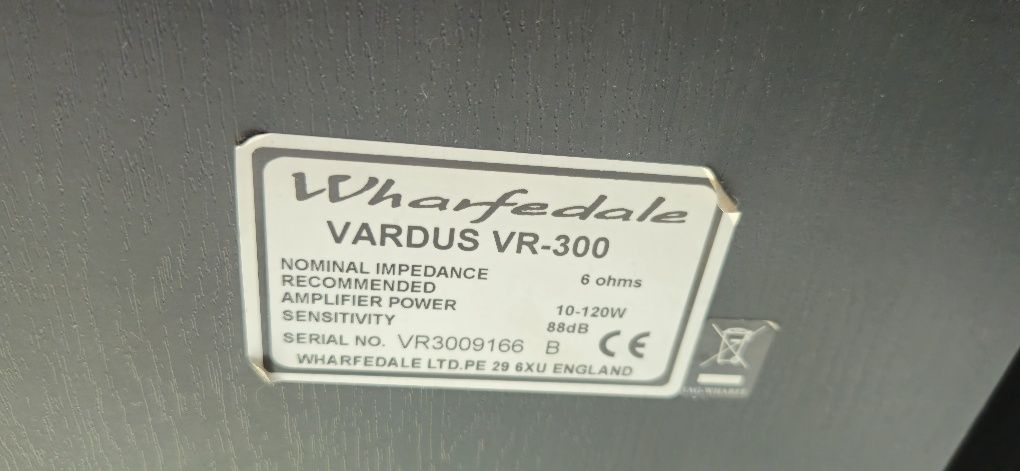 Wharfedale
VARDUS VR-300
NOMINAL IMPEDANCE 6 ohms
RECOMMENDED
AMPLIFIER POWER 10-120W
SENSITIVITY 88dB
SERIAL NO. VR3009166 B CE
WHARFEDALE LTD.PE 29 6XU ENGLAND